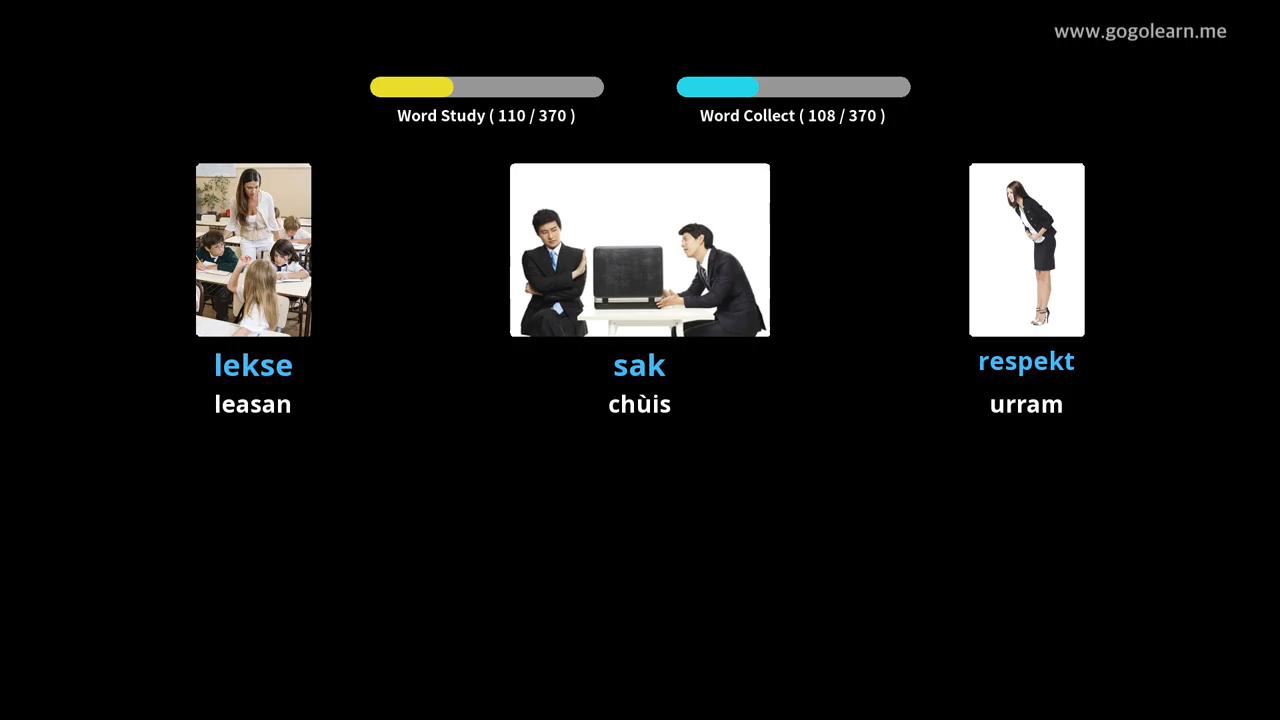 www.gogolearn.me
Word Study ( 110 / 370 )
Word Collect ( 108 / 370 )
lekse
sak
respekt
leasan
chùis
urram